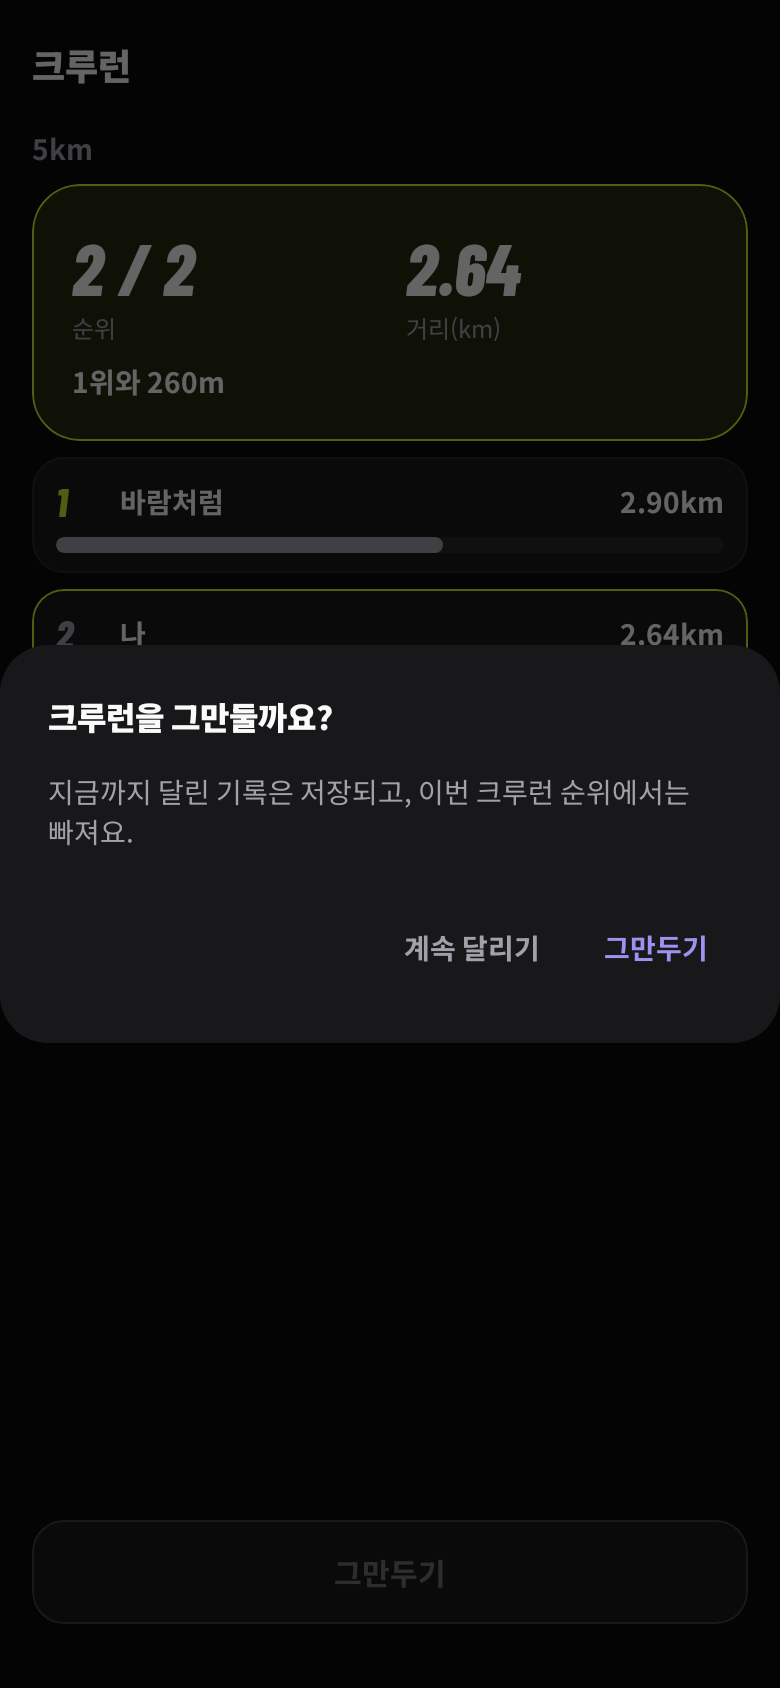 크루런
5km
2 / 2
2.64
순위
거리(km)
1위와 260m
1
바람처럼
2.90km
2
나
2.64km
크루런을 그만둘까요?
지금까지 달린 기록은 저장되고, 이번 크루런 순위에서는
빠져요.
계속 달리기
그만두기
그만두기